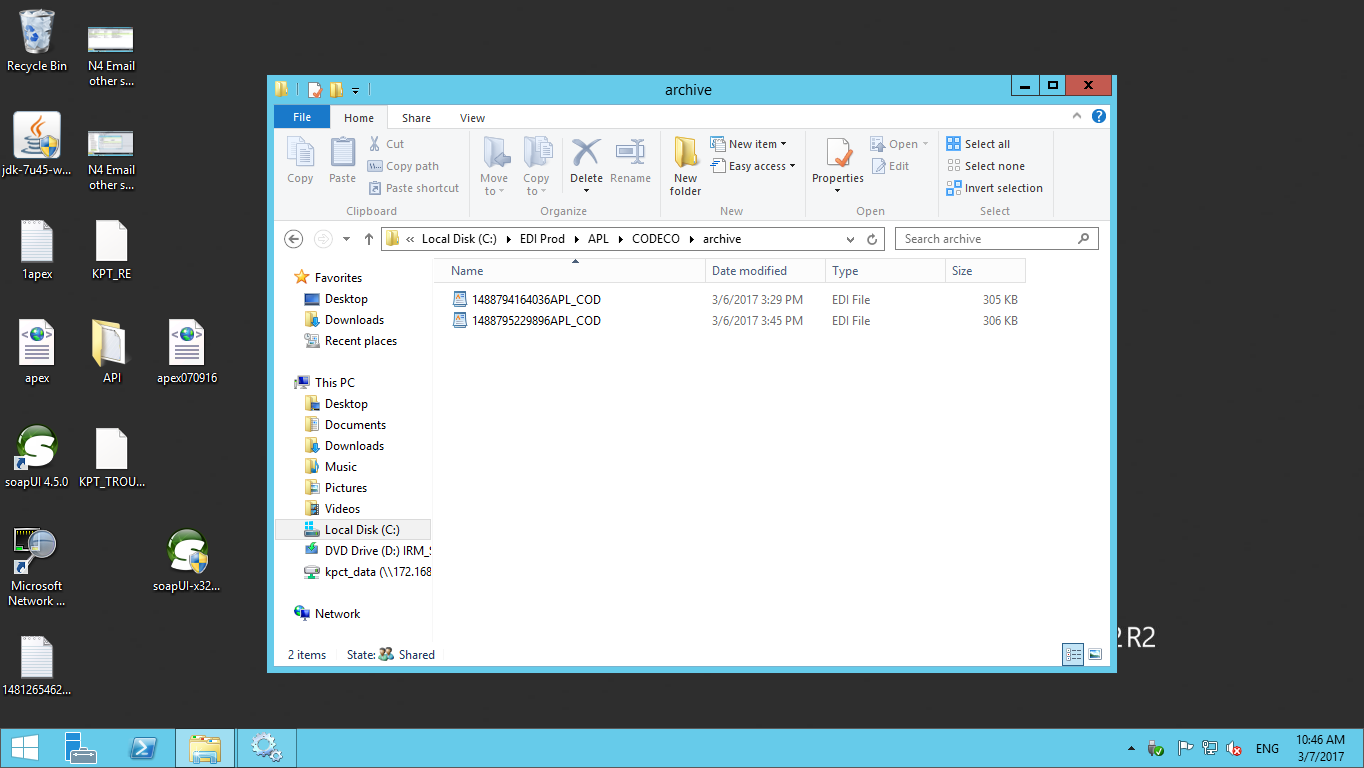 Recycle Bin
N4 Email
other s...
jdk-7u45-w...
N4 Email
other s...
1apex
KPT_RE
apex
API
apex070916
soapUI 4.5.0
KPT_TROU...
Microsoft
Network ...
soapUI-x32...
1481265462...
archive
File
Home
Share
View
Copy
Paste
Cut
Copy path
Paste shortcut
Clipboard
Move
to
Copy
to
Delete
Rename
Organize
New
folder
New item
Easy access
New
Properties
Open
Edit
Open
Select all
Select none
Invert selection
Select
« Local Disk (C:) EDI Prod APL CODECO archive
Search archive
Name Date modified Type Size
1488794164036APL_COD 3/6/2017 3:29 PM EDI File 305 KB
1488795229896APL_COD 3/6/2017 3:45 PM EDI File 306 KB
Favorites
Desktop
Downloads
Recent places
This PC
Desktop
Documents
Downloads
Music
Pictures
Videos
Local Disk (C:)
DVD Drive (D:) IRM_S
kpct_data (\\172.168
Network
2 items State: Shared
2 R2
ENG
10:46 AM
3/7/2017